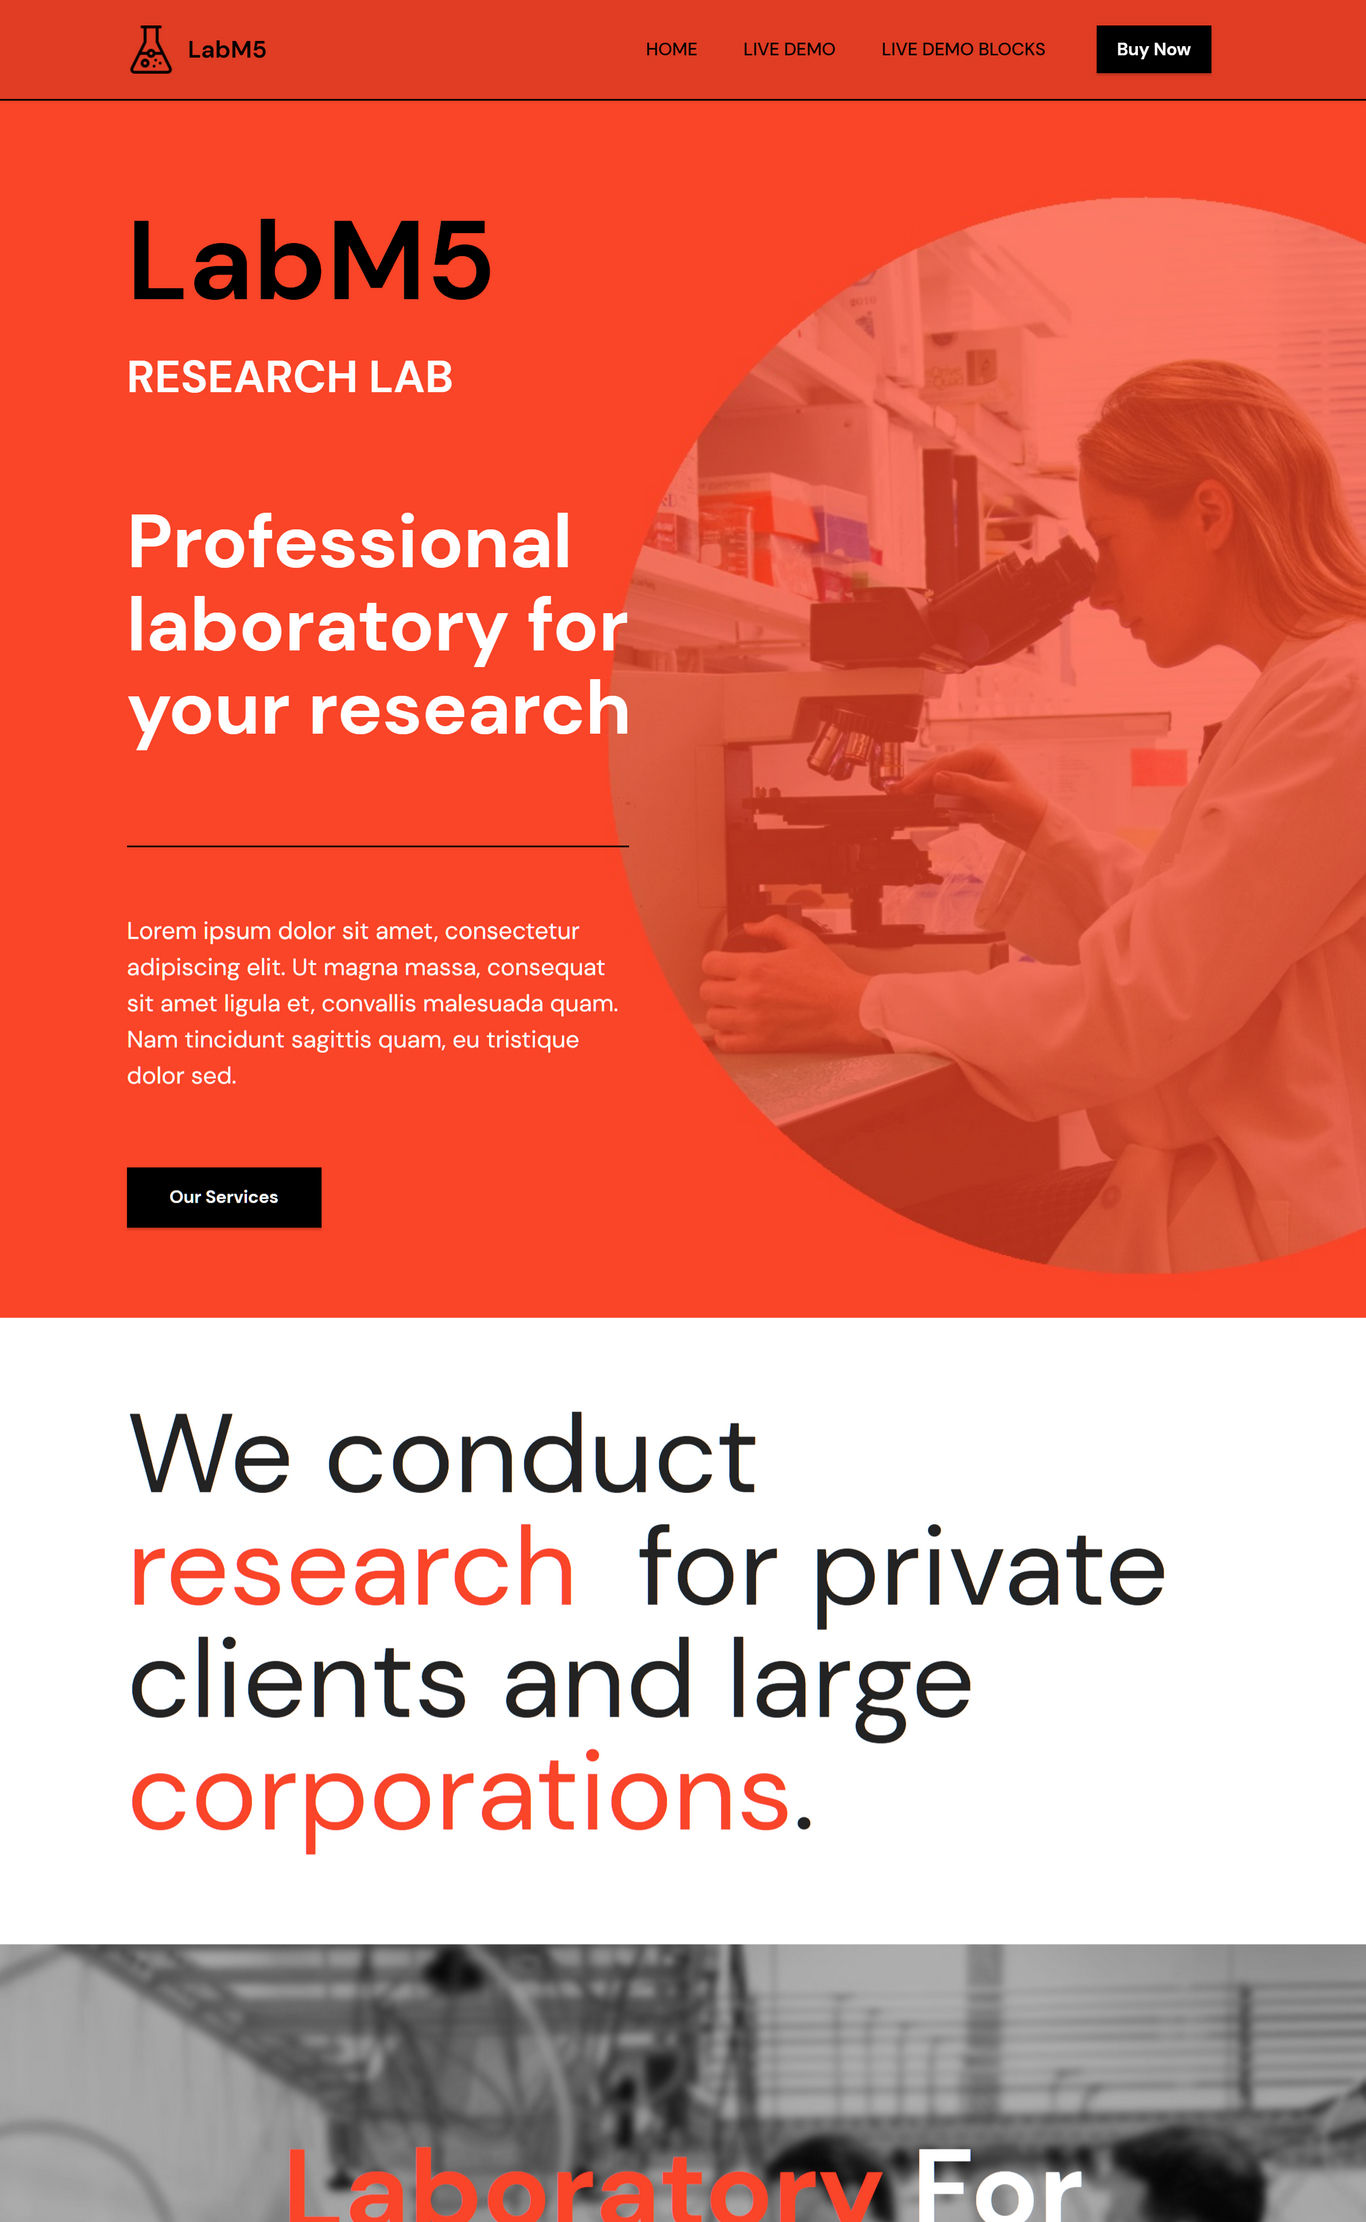 LabM5
HOME LIVE DEMO LIVE DEMO BLOCKS Buy Now
LabM5
RESEARCH LAB
Professional
laboratory for
your research
Lorem ipsum dolor sit amet, consectetur
adipiscing elit. Ut magna massa, consequat
sit amet ligula et, convallis malesuada quam.
Nam tincidunt sagittis quam, eu tristique
dolor sed.
Our Services
We conduct
research for private
clients and large
corporations.
Laboratory For